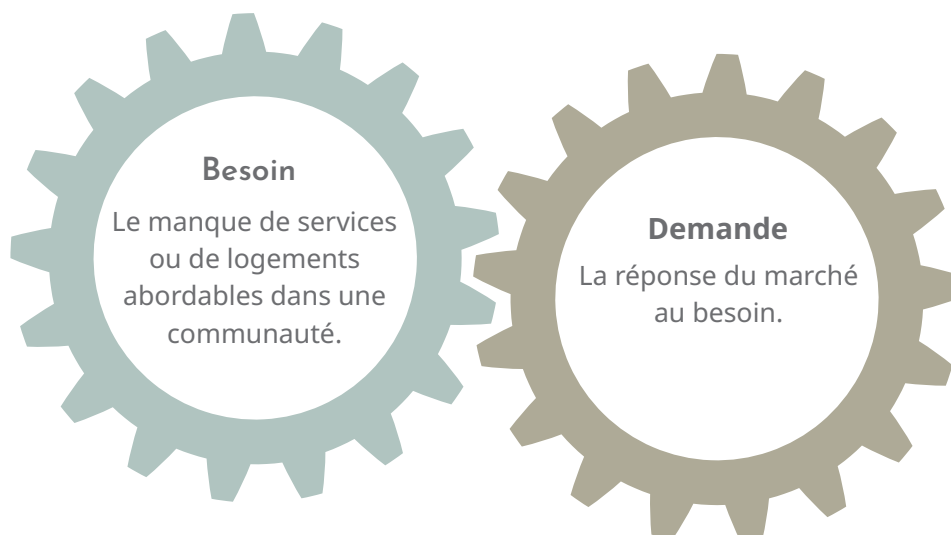 Besoin
Le manque de services
ou de logements
abordables dans une
communauté.
Demande
La réponse du marché
au besoin.